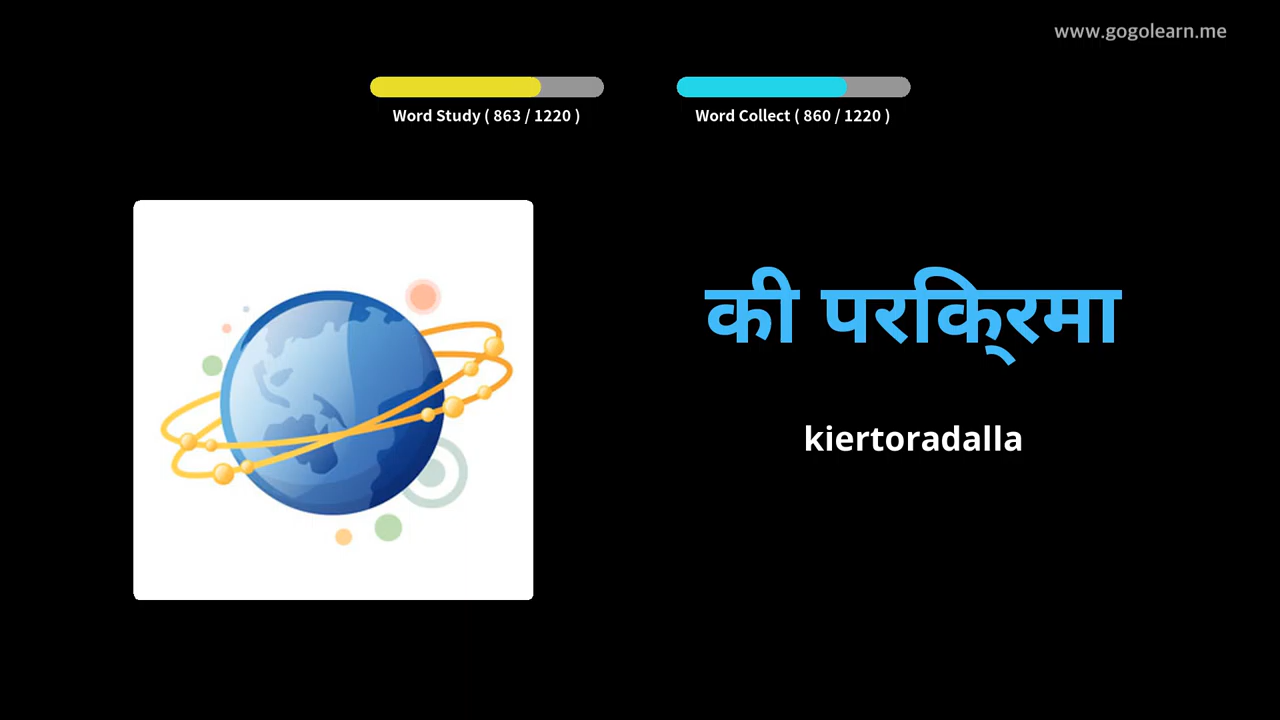 www.gogolearn.me
Word Study ( 863 / 1220 )
Word Collect ( 860 / 1220 )
की परिक्रमा
kiertoradalla